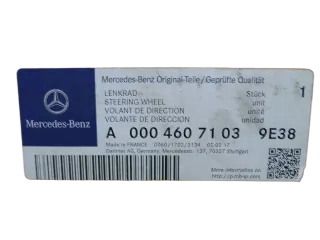 Mercedes-Benz Original-Teile/Geprüfte Qualität
LENKRAD Stück 1
STEERING WHEEL unit
VOLANT DE DIRECTION unité
VOLANTE DE DIRECCION unidad
Mercedes-Benz
A 000 460 71 03 9E38
Made in FRANCE
Daimler AG, Germany, Mercedesstr. 137, 70327 Stuttgart
More information